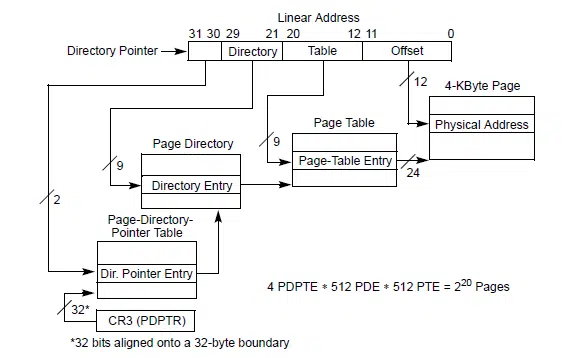 Linear Address
31 30 29 21 20 12 11 0
Directory Pointer
Directory Table Offset
12
4-KByte Page
Page Table
Physical Address
Page Directory
9
9
Page-Table Entry
24
Directory Entry
2
Page-Directory-
Pointer Table
Dir. Pointer Entry
4 PDPTE * 512 PDE * 512 PTE = 2^20 Pages
32*
CR3 (PDPTR)
*32 bits aligned onto a 32-byte boundary